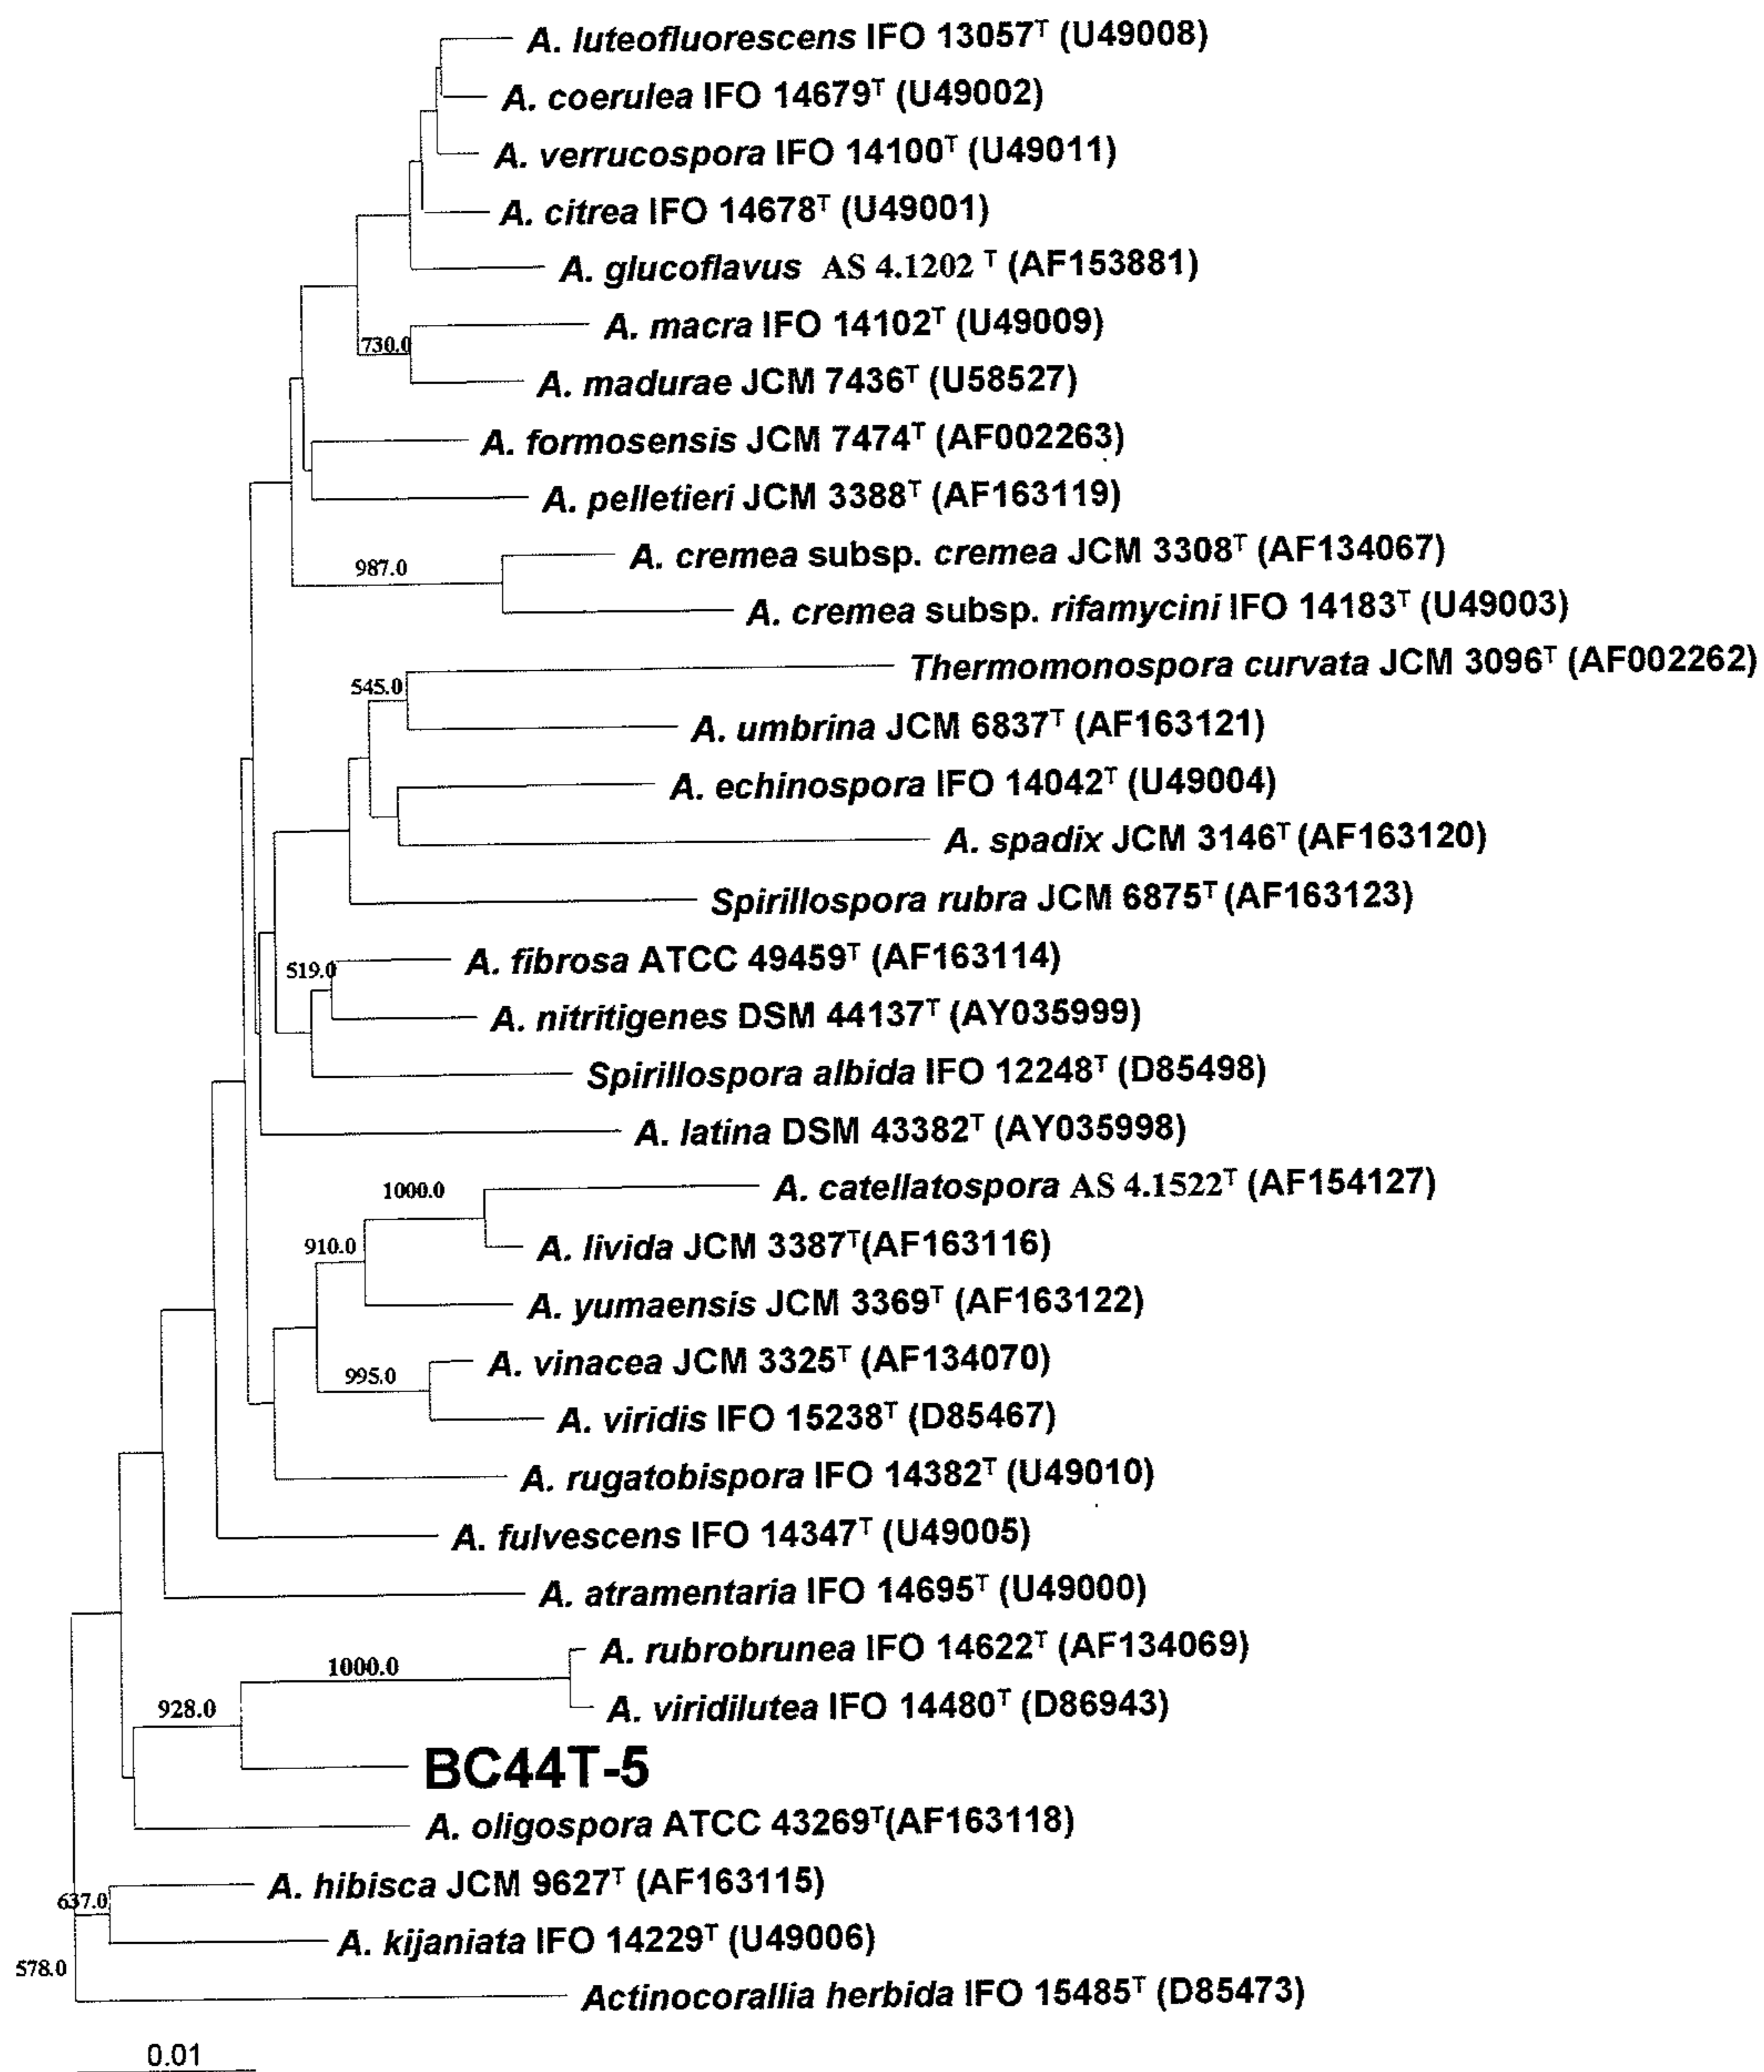 A. luteofluorescens IFO 13057ᵀ (U49008)
A. coerulea IFO 14679ᵀ (U49002)
A. verrucospora IFO 14100ᵀ (U49011)
A. citrea IFO 14678ᵀ (U49001)
A. glucoflavus AS 4.1202 ᵀ (AF153881)
A. macra IFO 14102ᵀ (U49009)
730.0
A. madurae JCM 7436ᵀ (U58527)
A. formosensis JCM 7474ᵀ (AF002263)
A. pelletieri JCM 3388ᵀ (AF163119)
A. cremea subsp. cremea JCM 3308ᵀ (AF134067)
987.0
A. cremea subsp. rifamycini IFO 14183ᵀ (U49003)
Thermomonospora curvata JCM 3096ᵀ (AF002262)
545.0
A. umbrina JCM 6837ᵀ (AF163121)
A. echinospora IFO 14042ᵀ (U49004)
A. spadix JCM 3146ᵀ (AF163120)
Spirillospora rubra JCM 6875ᵀ (AF163123)
A. fibrosa ATCC 49459ᵀ (AF163114)
519.0
A. nitritigenes DSM 44137ᵀ (AY035999)
Spirillospora albida IFO 12248ᵀ (D85498)
A. latina DSM 43382ᵀ (AY035998)
A. catellatospora AS 4.1522ᵀ (AF154127)
1000.0
A. livida JCM 3387ᵀ(AF163116)
910.0
A. yumaensis JCM 3369ᵀ (AF163122)
A. vinacea JCM 3325ᵀ (AF134070)
995.0
A. viridis IFO 15238ᵀ (D85467)
A. rugatobispora IFO 14382ᵀ (U49010)
A. fulvescens IFO 14347ᵀ (U49005)
A. atramentaria IFO 14695ᵀ (U49000)
A. rubrobrunea IFO 14622ᵀ (AF134069)
1000.0
A. viridilutea IFO 14480ᵀ (D86943)
928.0
BC44T-5
A. oligospora ATCC 43269ᵀ(AF163118)
A. hibisca JCM 9627ᵀ (AF163115)
637.0
A. kijaniata IFO 14229ᵀ (U49006)
578.0
Actinocorallia herbida IFO 15485ᵀ (D85473)
0.01